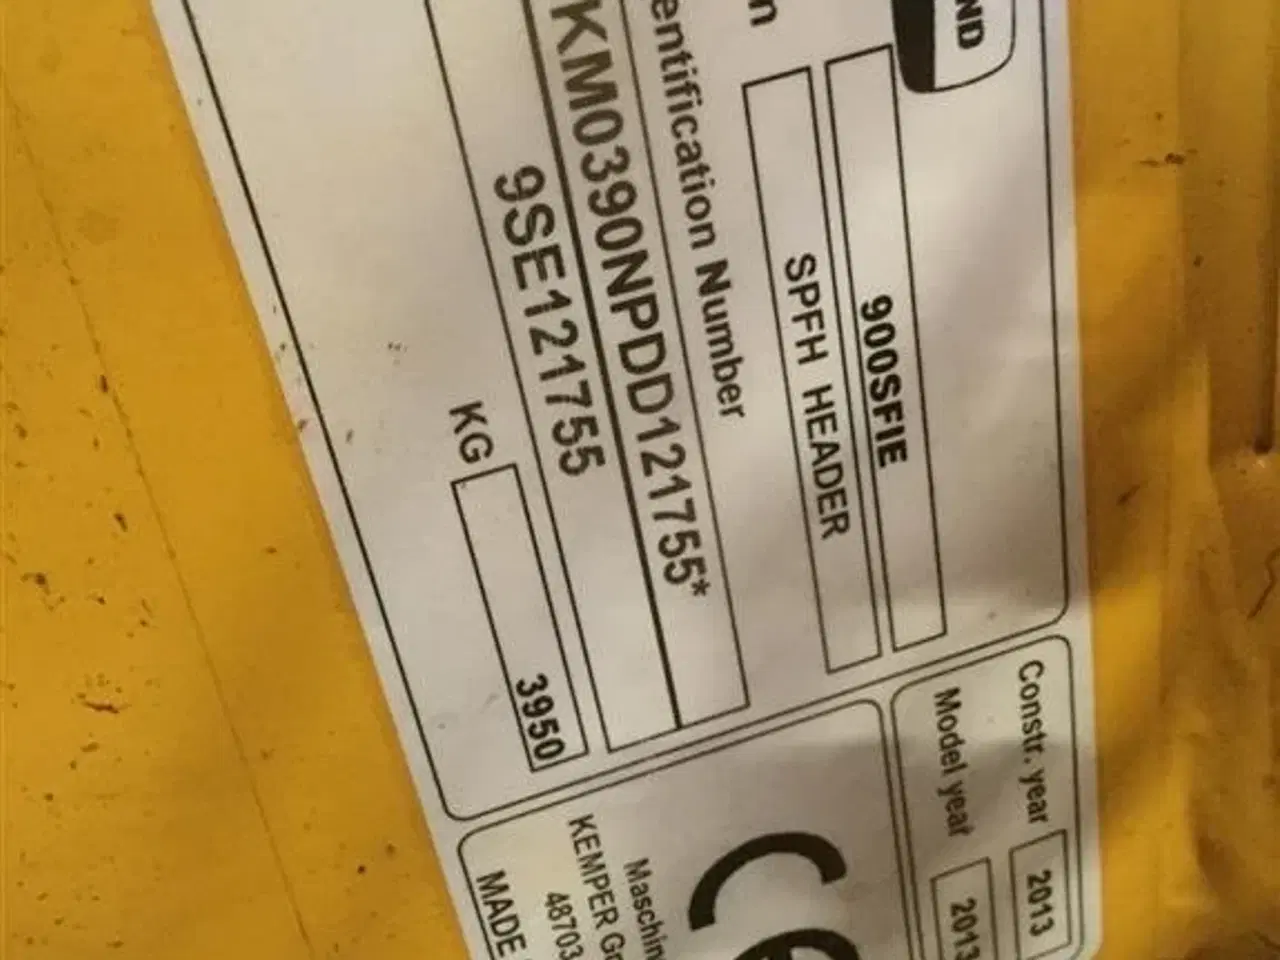 ND
900SFIE
SPFH HEADER
entification Number
KM0390NPDD121755*
9SE121755
KG 3950
Constr. year 2013
Model year 2013
CE
Maschin
KEMPER G
48703
MADE